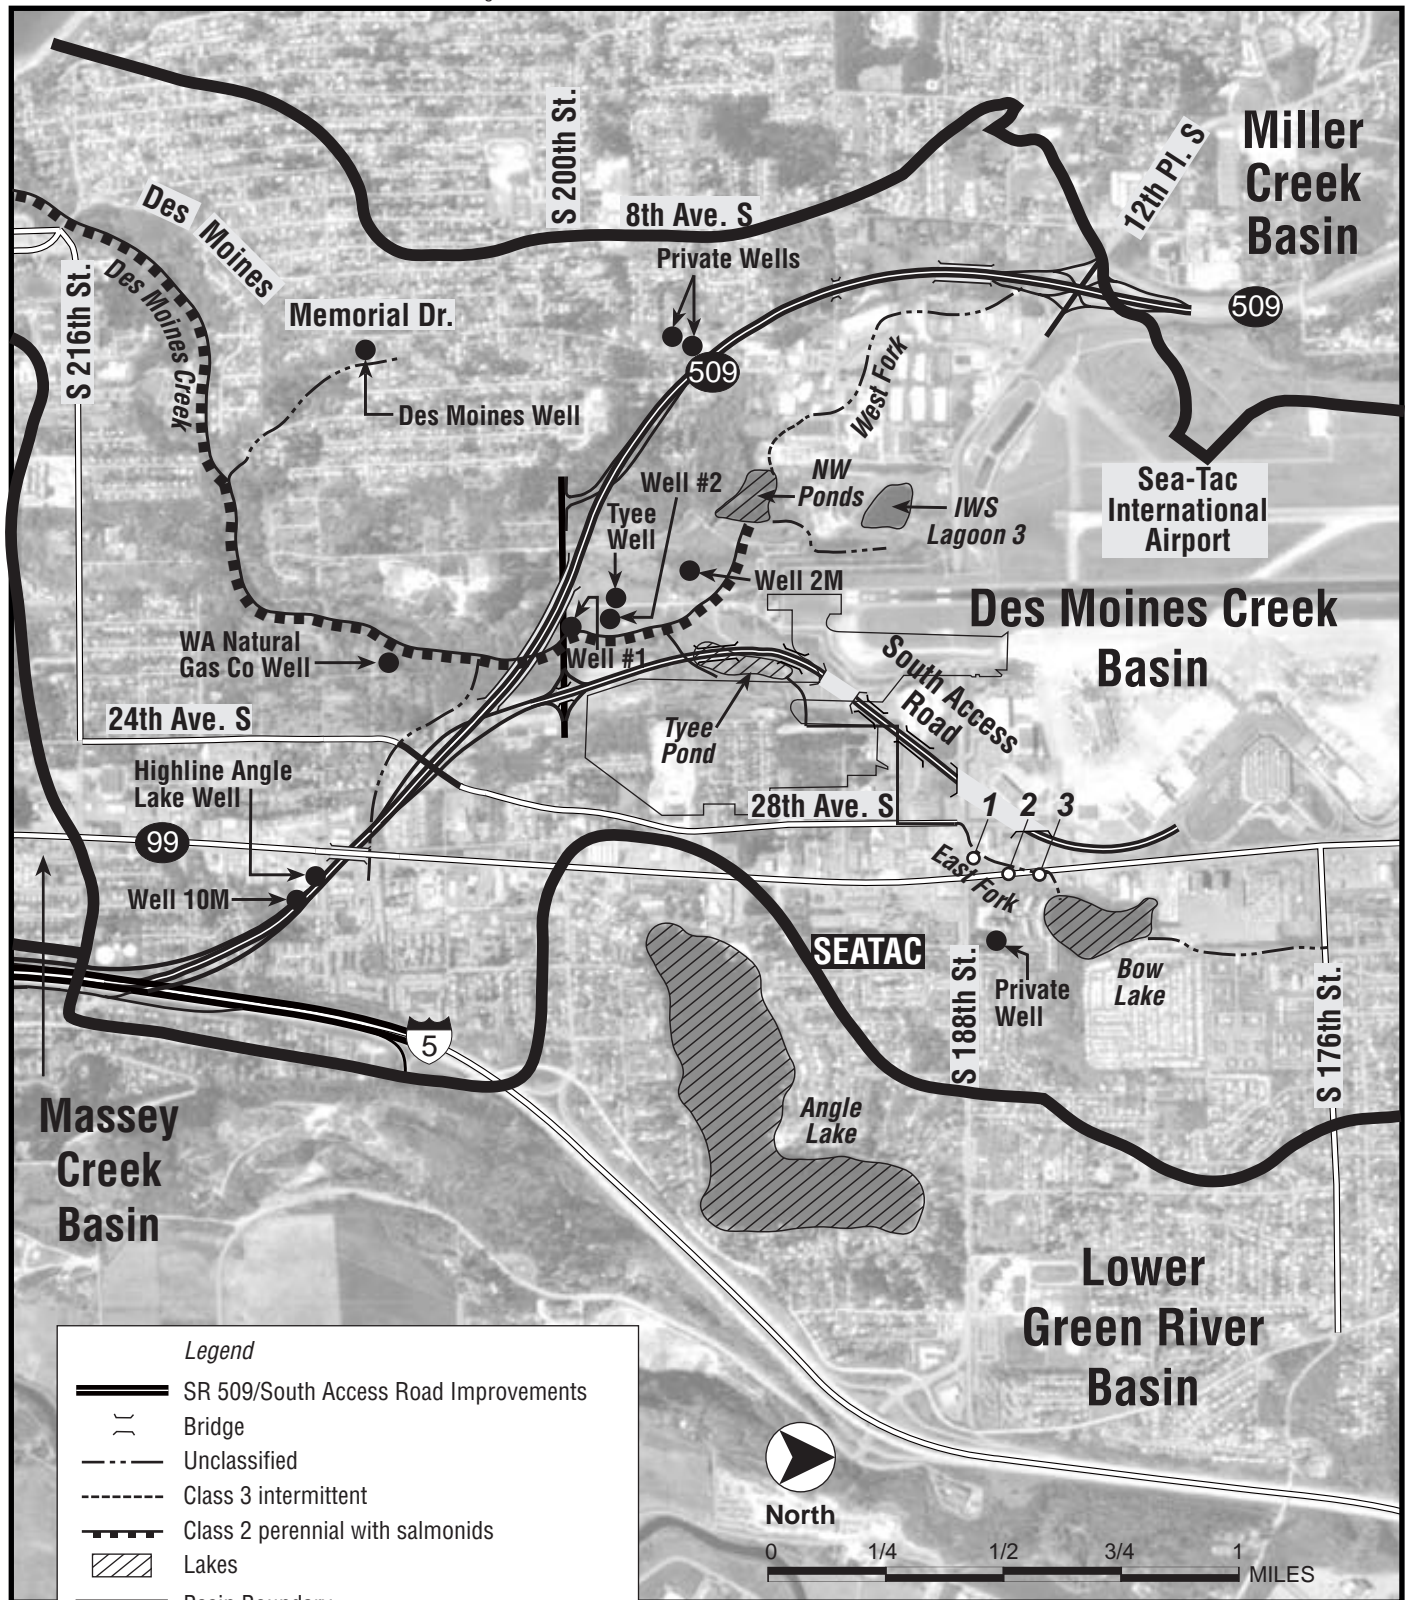 S 200th St.
12th Pl. S
Miller
Creek
Basin
Des Moines
8th Ave. S
Private Wells
S 216th St.
Des Moines Creek
Memorial Dr.
509
509
West Fork
Des Moines Well
NW
Ponds
Well #2
Tyee
Well
IWS
Lagoon 3
Sea-Tac
International
Airport
Well 2M
Des Moines Creek
Basin
WA Natural
Gas Co Well
Well #1
South Access
Road
24th Ave. S
Tyee
Pond
Highline Angle
Lake Well
28th Ave. S
1
2
3
99
East Fork
Well 10M
SEATAC
Bow
Lake
Private
Well
S 188th St.
S 176th St.
5
Massey
Creek
Basin
Angle
Lake
Lower
Green River
Basin
Legend
SR 509/South Access Road Improvements
Bridge
Unclassified
Class 3 intermittent
Class 2 perennial with salmonids
Lakes
Basin Boundary
North
0 1/4 1/2 3/4 1
MILES